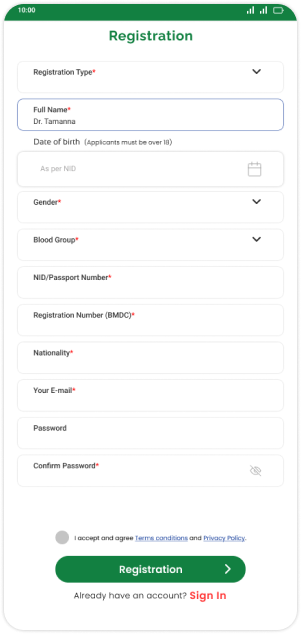 10:00
Registration
Registration Type*
Full Name*
Dr. Tamanna
Date of birth (Applicants must be over 18)
As per NID
Gender*
Blood Group*
NID/Passport Number*
Registration Number (BMDC)*
Nationality*
Your E-mail*
Password
Confirm Password*
I accept and agree Terms conditions and Privacy Policy.
Registration
Already have an account? Sign In